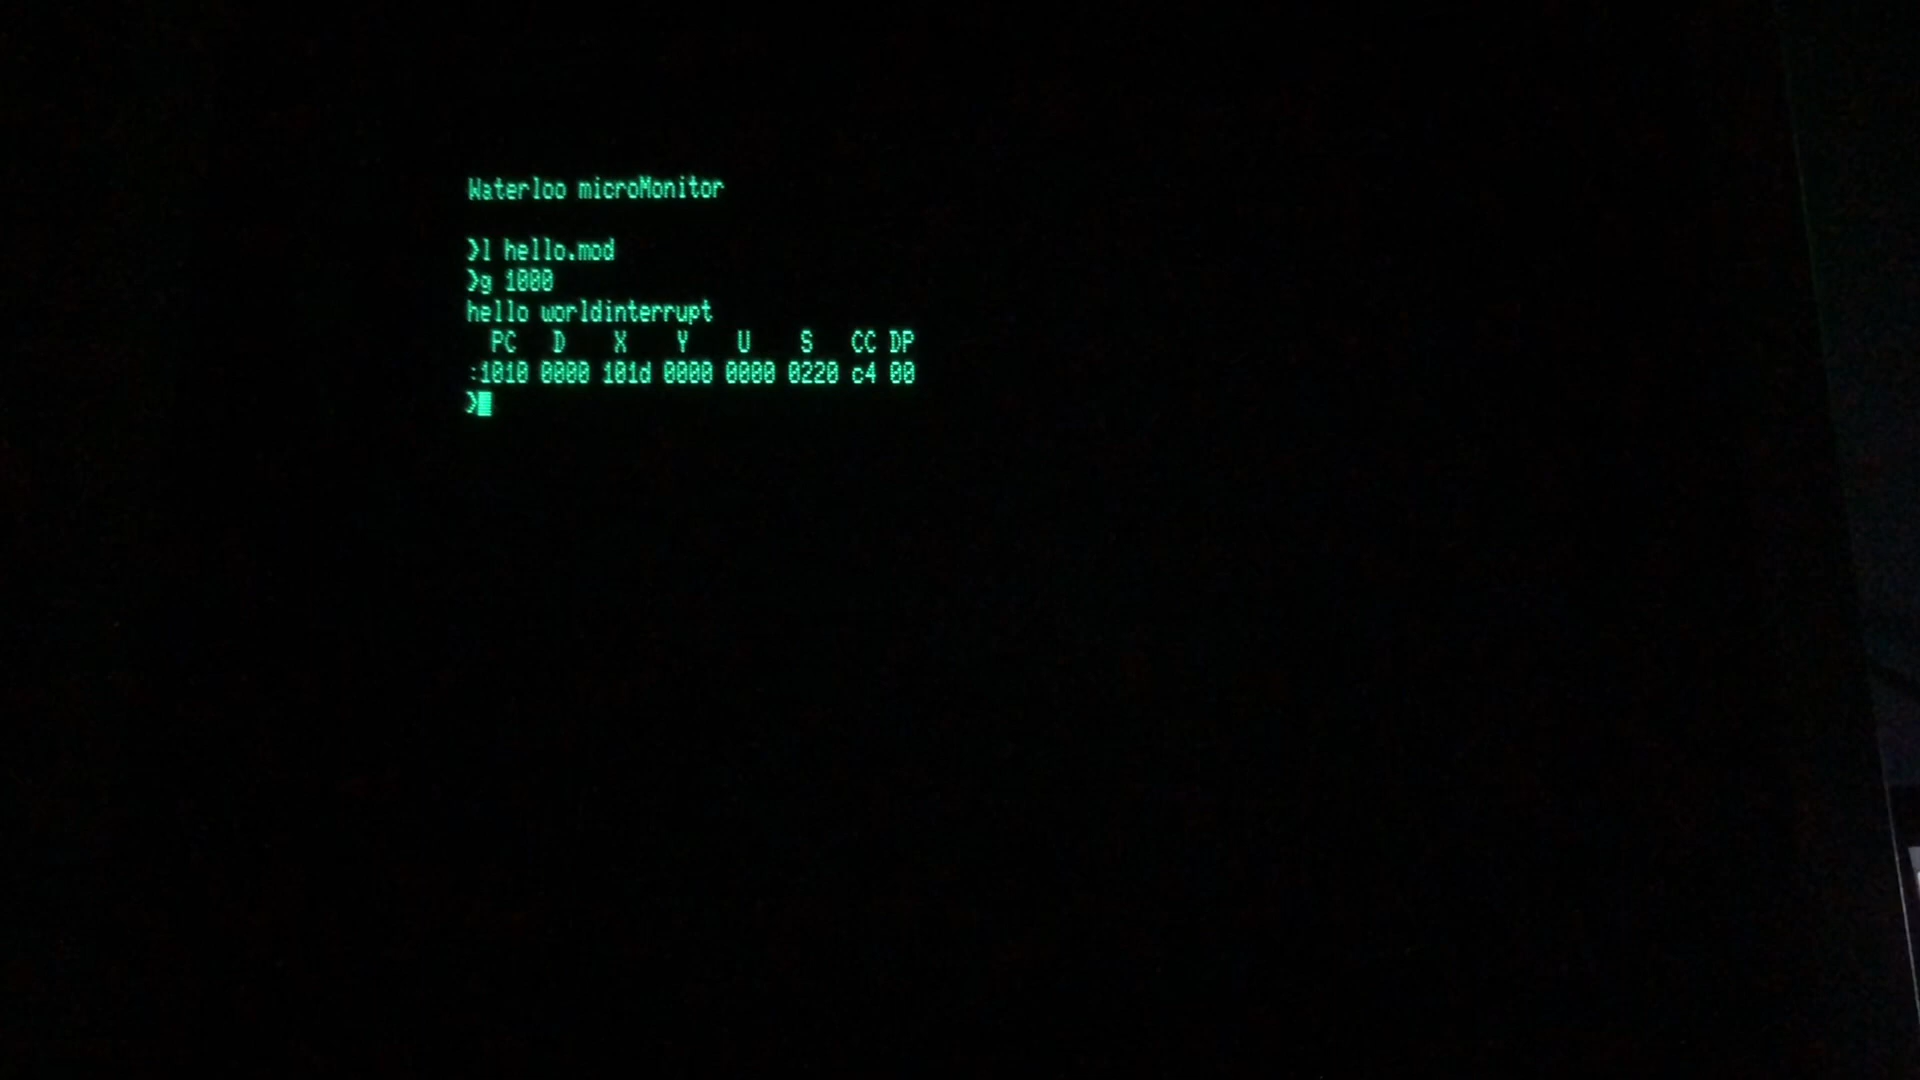 Waterloo microMonitor
>l hello.mod
>g 1000
hello worldinterrupt
PC D X Y U S CC DP
:1010 0000 101d 0000 0000 0220 c4 00
>